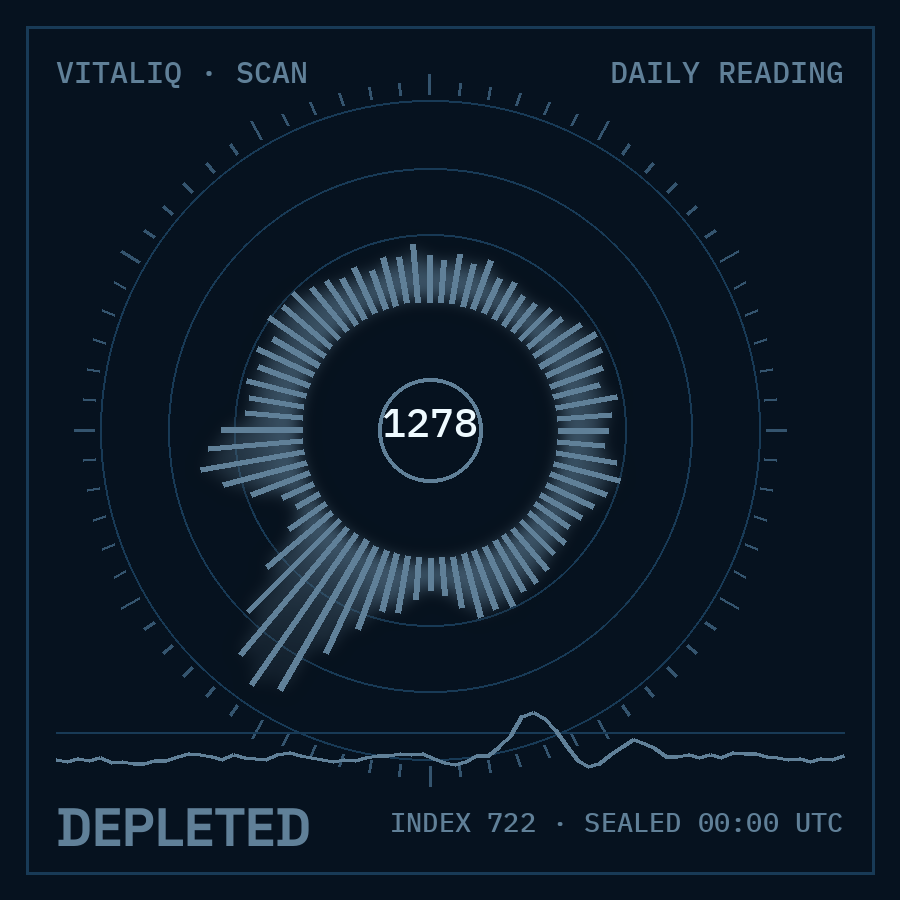 VITALIQ · SCAN
DAILY READING
1278
DEPLETED
INDEX 722 · SEALED 00:00 UTC